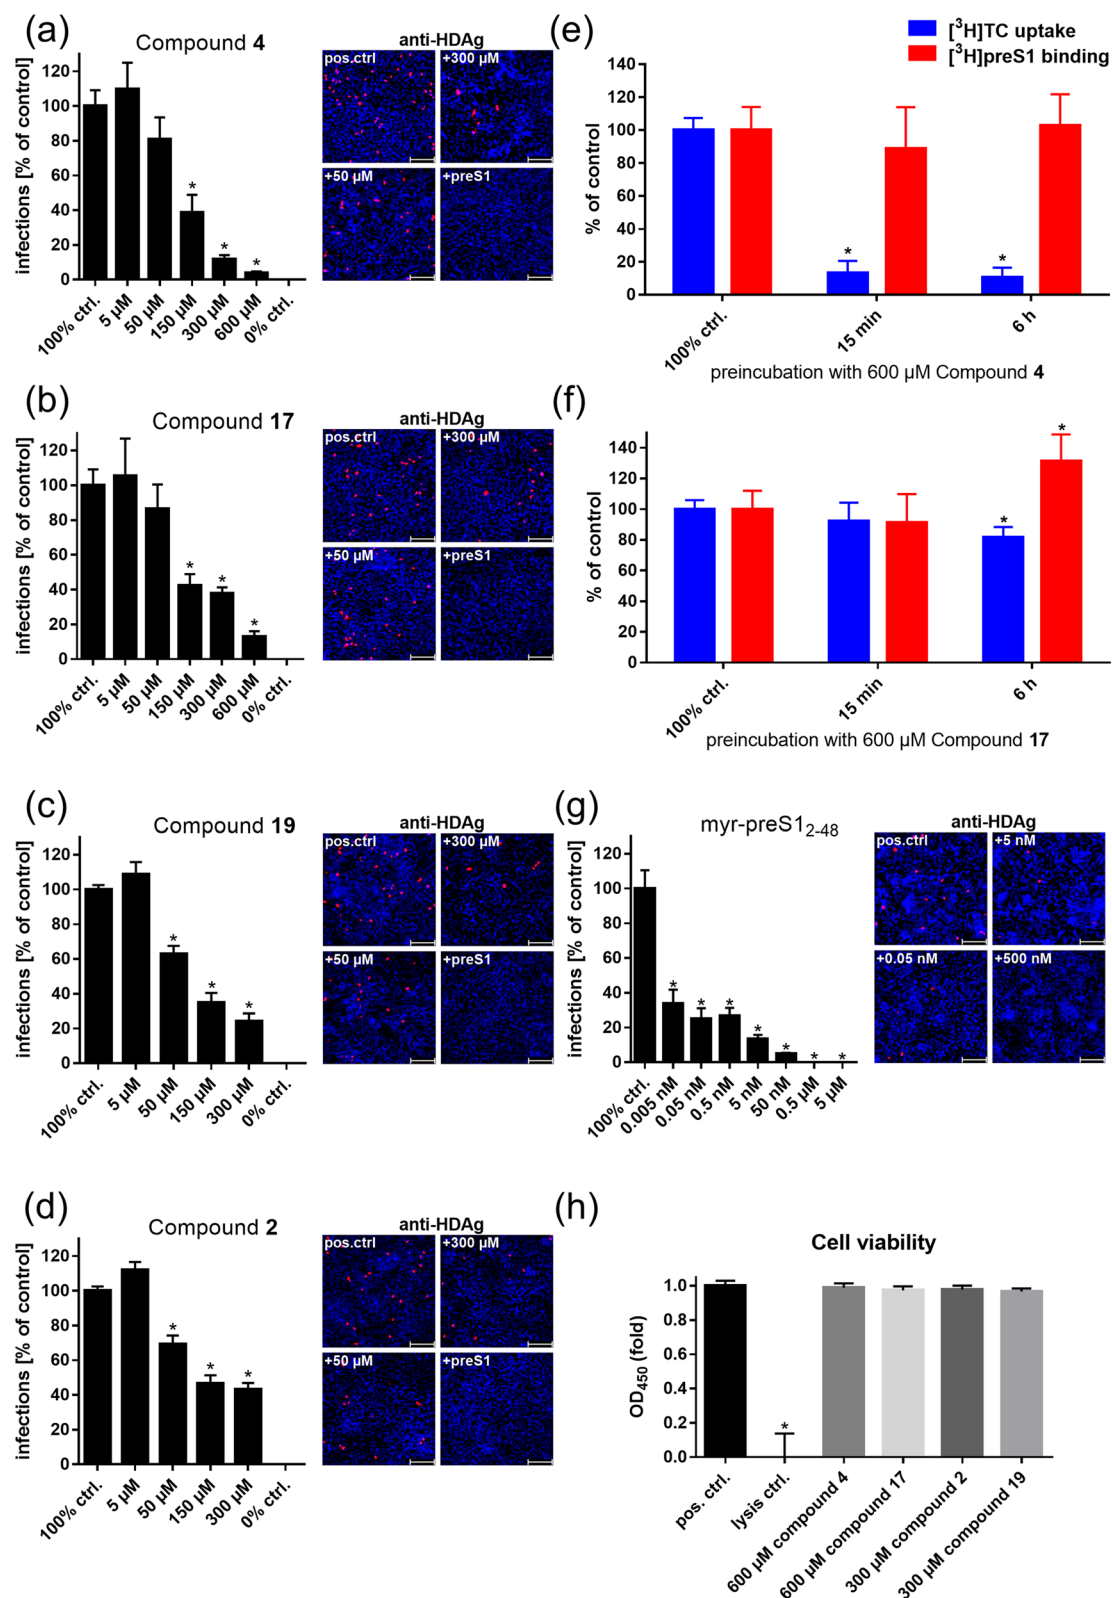 (a)
Compound 4
infections [% of control]
120
100
80
60
40
20
0
100% ctrl.
5 µM
50 µM
150 µM
300 µM
600 µM
0% ctrl.
*
*
*
anti-HDAg
pos.ctrl
+300 µM
+50 µM
+preS1
(b)
Compound 17
infections [% of control]
120
100
80
60
40
20
0
100% ctrl.
5 µM
50 µM
150 µM
300 µM
600 µM
0% ctrl.
*
*
*
anti-HDAg
pos.ctrl
+300 µM
+50 µM
+preS1
(c)
Compound 19
infections [% of control]
120
100
80
60
40
20
0
100% ctrl.
5 µM
50 µM
150 µM
300 µM
0% ctrl.
*
*
*
anti-HDAg
pos.ctrl
+300 µM
+50 µM
+preS1
(d)
Compound 2
infections [% of control]
120
100
80
60
40
20
0
100% ctrl.
5 µM
50 µM
150 µM
300 µM
0% ctrl.
*
*
*
anti-HDAg
pos.ctrl
+300 µM
+50 µM
+preS1
(e)
[³H]TC uptake
[³H]preS1 binding
% of control
140
120
100
80
60
40
20
0
*
*
100% ctrl.
15 min
6 h
preincubation with 600 µM Compound 4
(f)
% of control
140
120
100
80
60
40
20
0
*
*
100% ctrl.
15 min
6 h
preincubation with 600 µM Compound 17
(g)
myr-preS1₂₋₄₈
infections [% of control]
120
100
80
60
40
20
0
*
*
*
*
*
*
*
100% ctrl.
0.005 nM
0.05 nM
0.5 nM
5 nM
50 nM
0.5 µM
5 µM
anti-HDAg
pos.ctrl
+5 nM
+0.05 nM
+500 nM
(h)
Cell viability
OD₄₅₀ (fold)
1.0
0.8
0.6
0.4
0.2
0.0
*
pos. ctrl.
lysis ctrl.
600 µM compound 4
600 µM compound 17
300 µM compound 2
300 µM compound 19